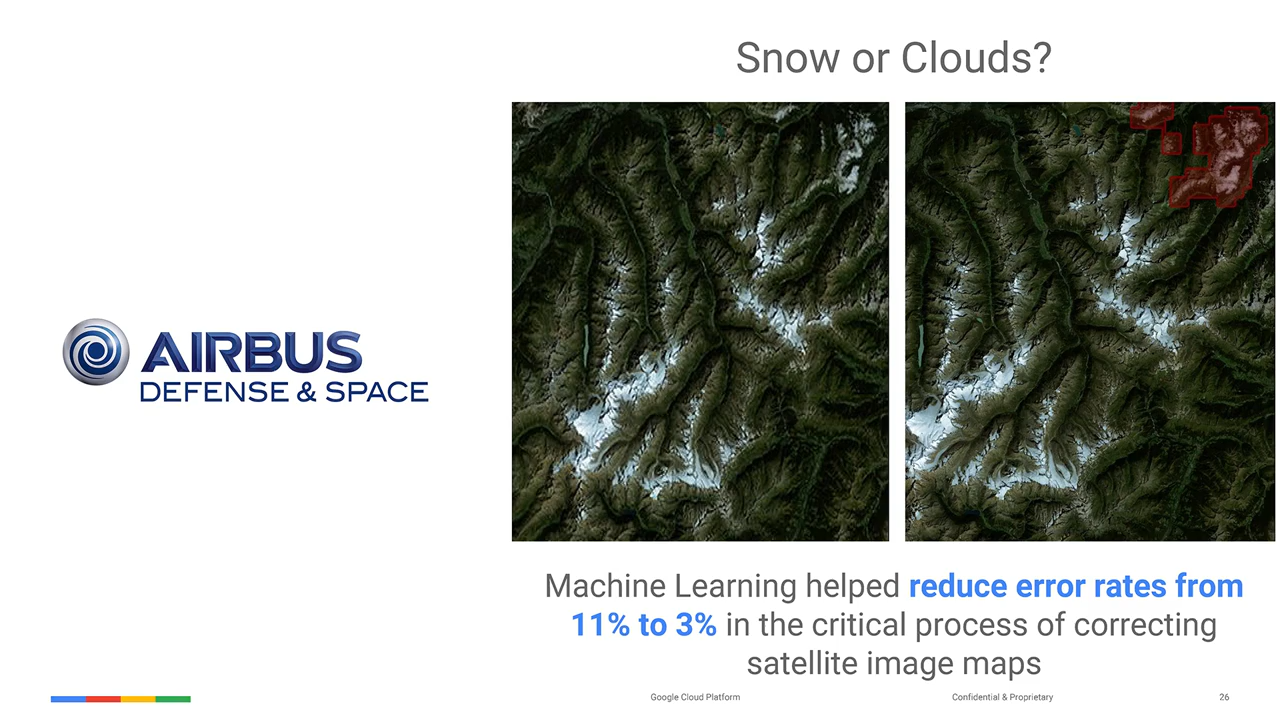 Snow or Clouds?
AIRBUS
DEFENSE & SPACE
Machine Learning helped reduce error rates from
11% to 3% in the critical process of correcting
satellite image maps
Google Cloud Platform
Confidential & Proprietary
26